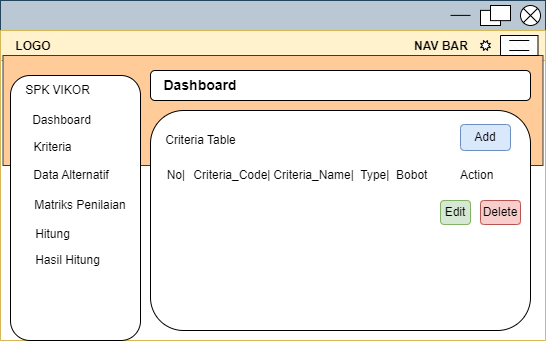 LOGO
NAV BAR
SPK VIKOR
Dashboard
Kriteria
Data Alternatif
Matriks Penilaian
Hitung
Hasil Hitung
Dashboard
Criteria Table
Add
No| Criteria_Code| Criteria_Name| Type| Bobot Action
Edit Delete